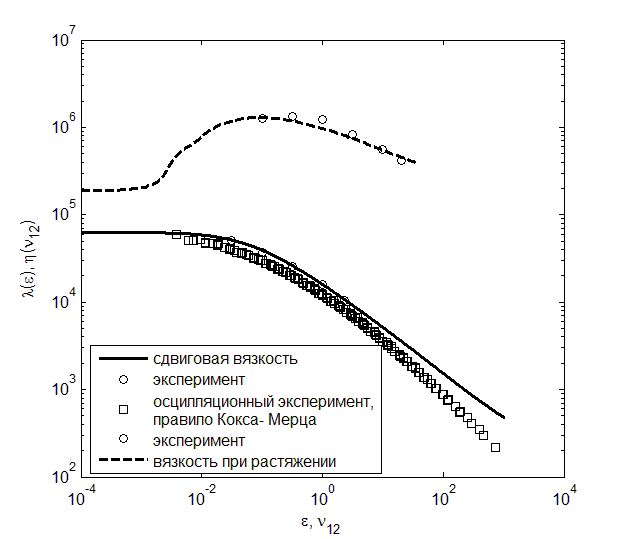 λ(ε), η(ν12)
10^7
10^6
10^5
10^4
10^3
10^2
сдвиговая вязкость
эксперимент
осципляционный эксперимент,
правило Кокса- Мерца
эксперимент
вязкость при растяжении
10^-4
10^-2
10^0
10^2
10^4
ε, ν12